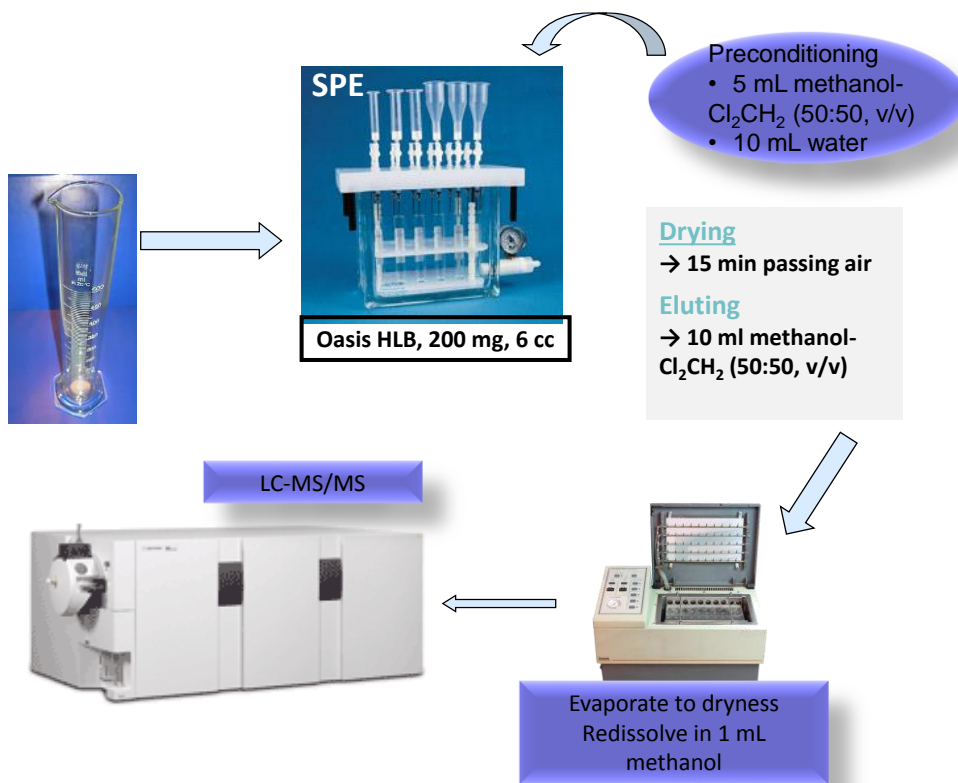 Preconditioning
• 5 mL methanol-
Cl₂CH₂ (50:50, v/v)
• 10 mL water
SPE
Oasis HLB, 200 mg, 6 cc
Drying
→ 15 min passing air
Eluting
→ 10 ml methanol-
Cl₂CH₂ (50:50, v/v)
LC-MS/MS
Evaporate to dryness
Redissolve in 1 mL
methanol